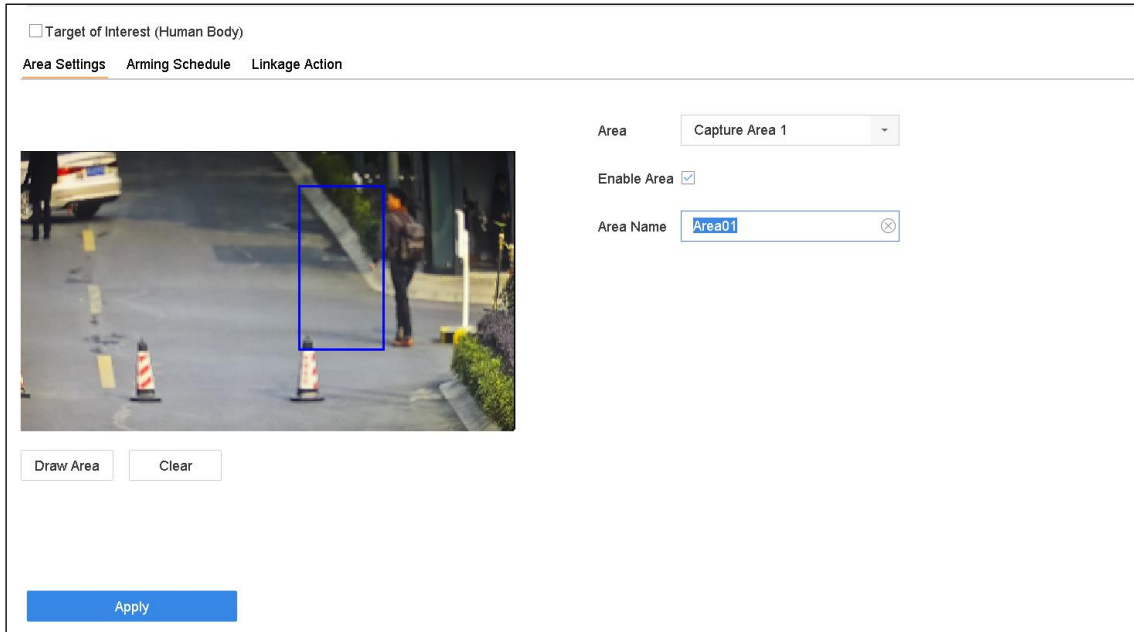 Target of Interest (Human Body)
Area Settings Arming Schedule Linkage Action
Area Capture Area 1
Enable Area
Area Name Area01
Draw Area Clear
Apply